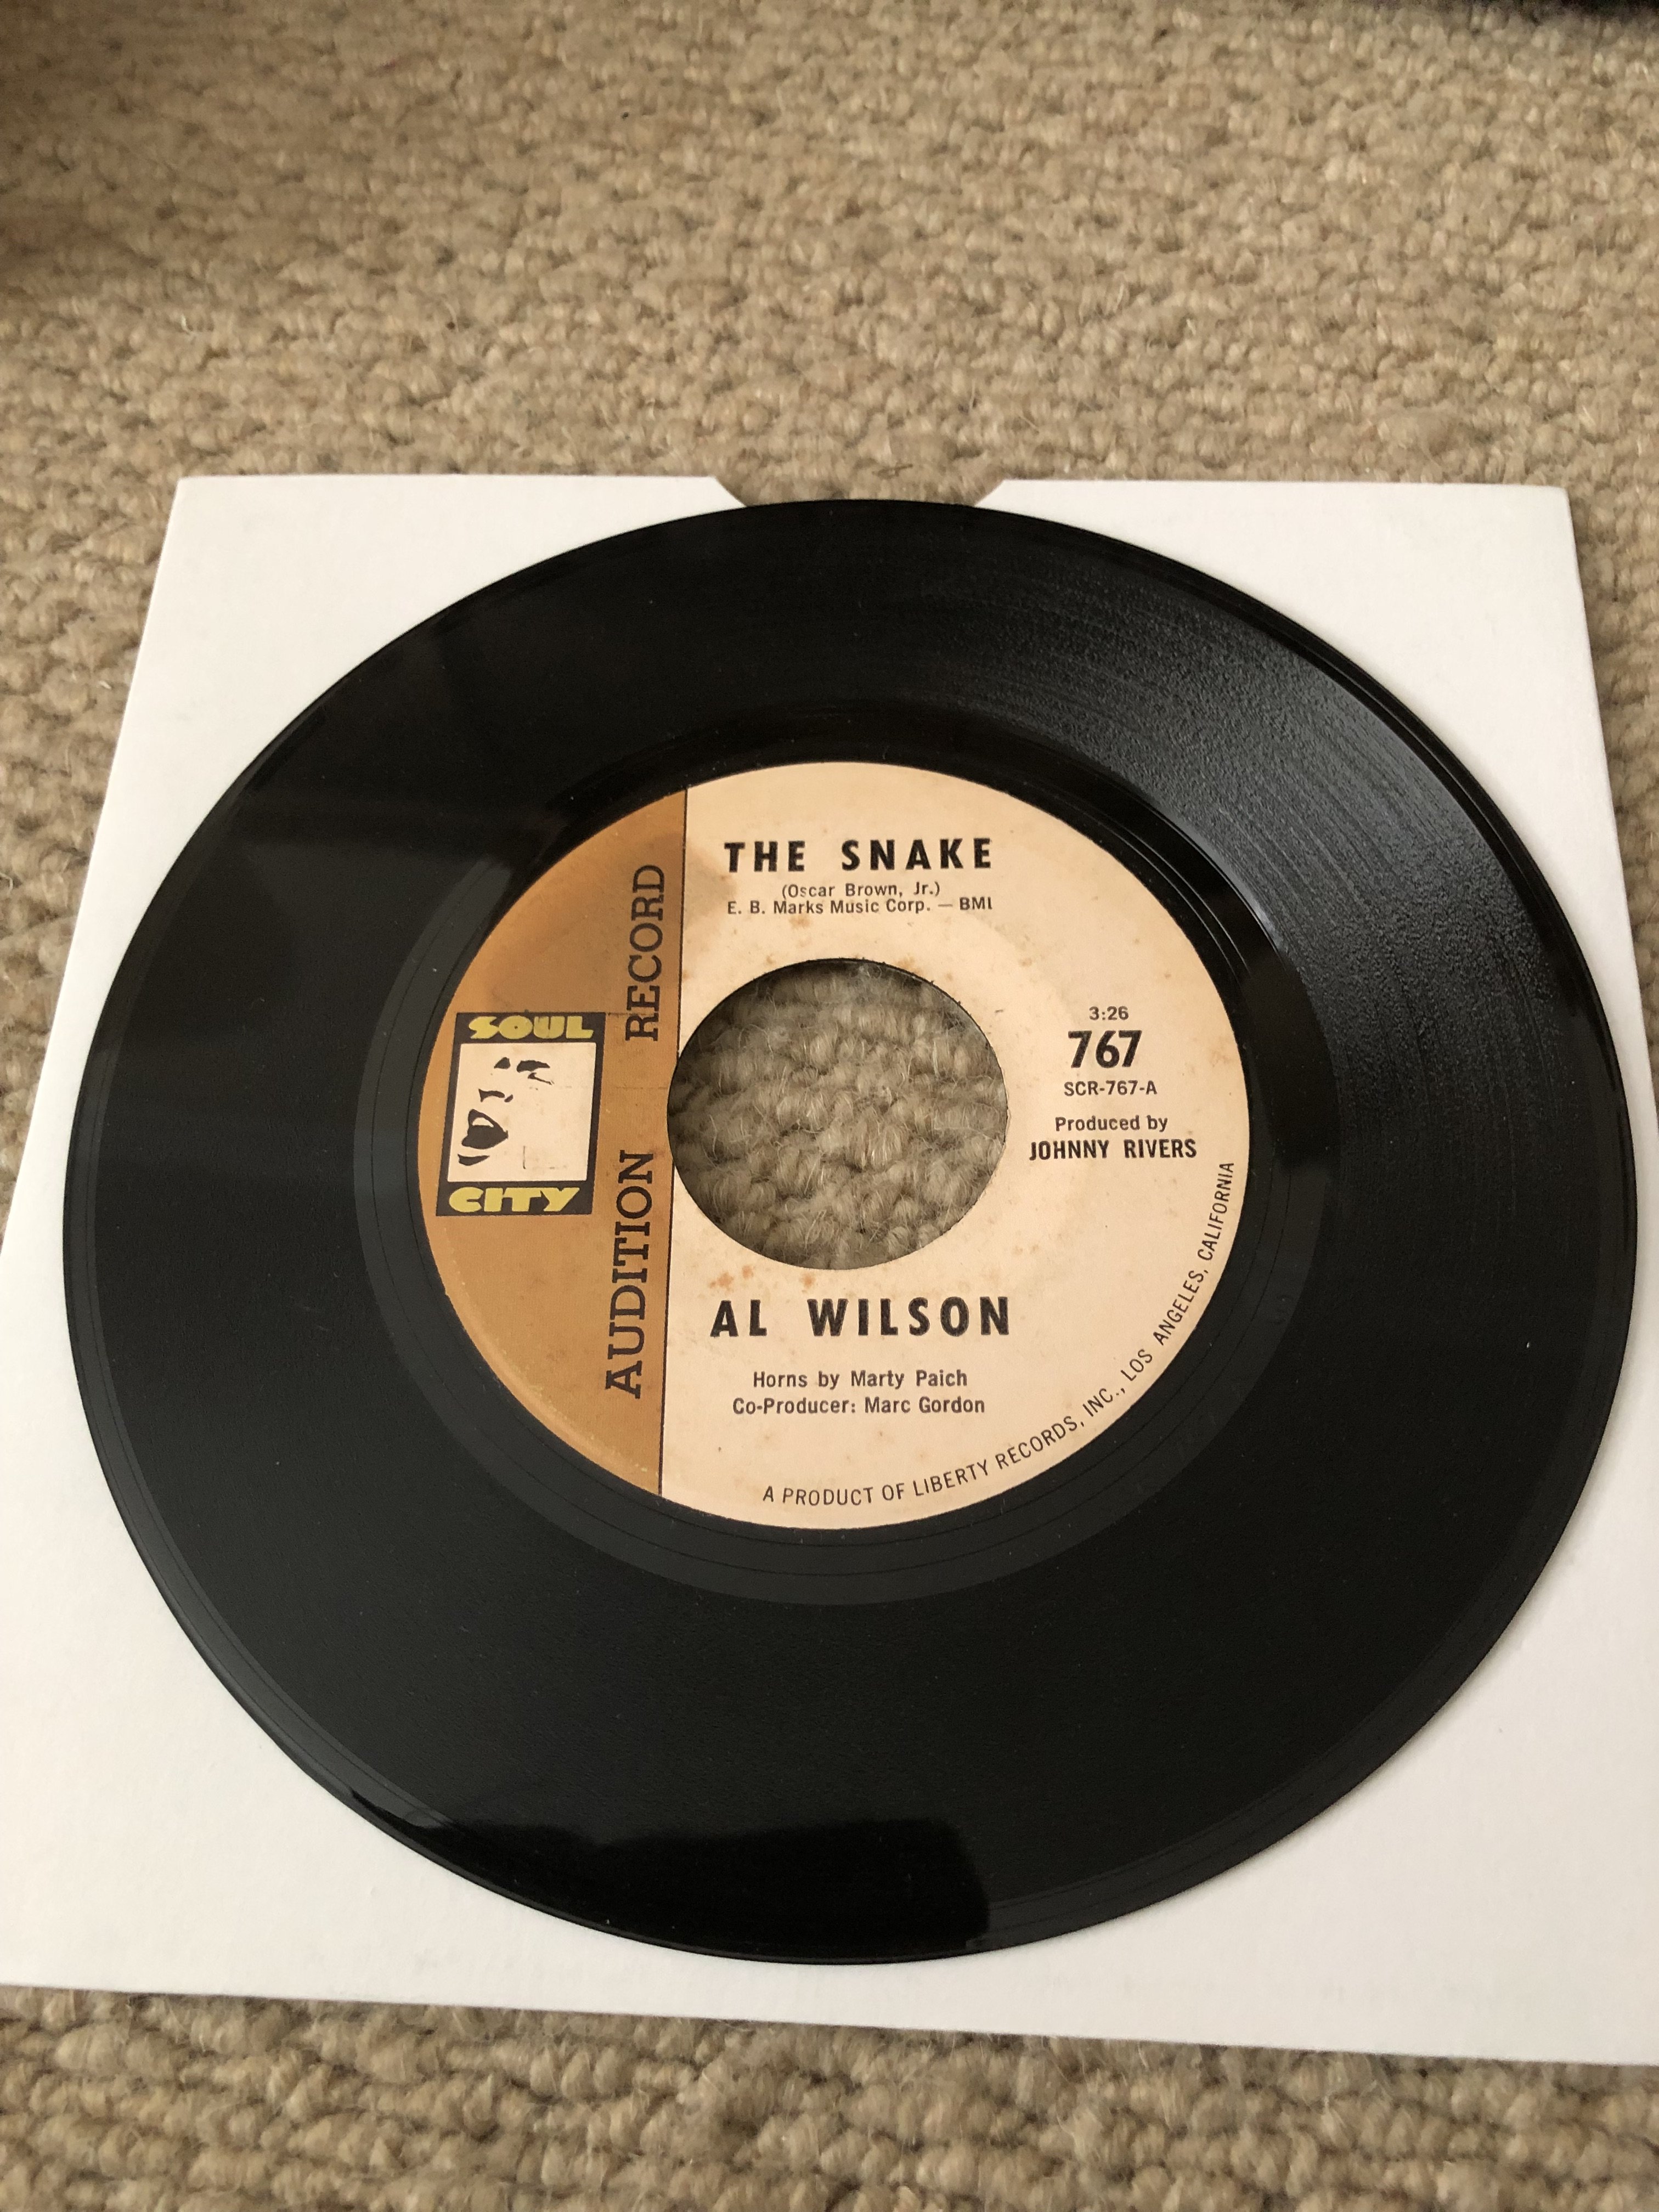 THE SNAKE
(Oscar Brown, Jr.)
E. B. Marks Music Corp. — BMI
SOUL
CITY
AUDITION RECORD
3:26
767
SCR-767-A
Produced by
JOHNNY RIVERS
AL WILSON
Horns by Marty Paich
Co-Producer: Marc Gordon
A PRODUCT OF LIBERTY RECORDS, INC., LOS ANGELES, CALIFORNIA